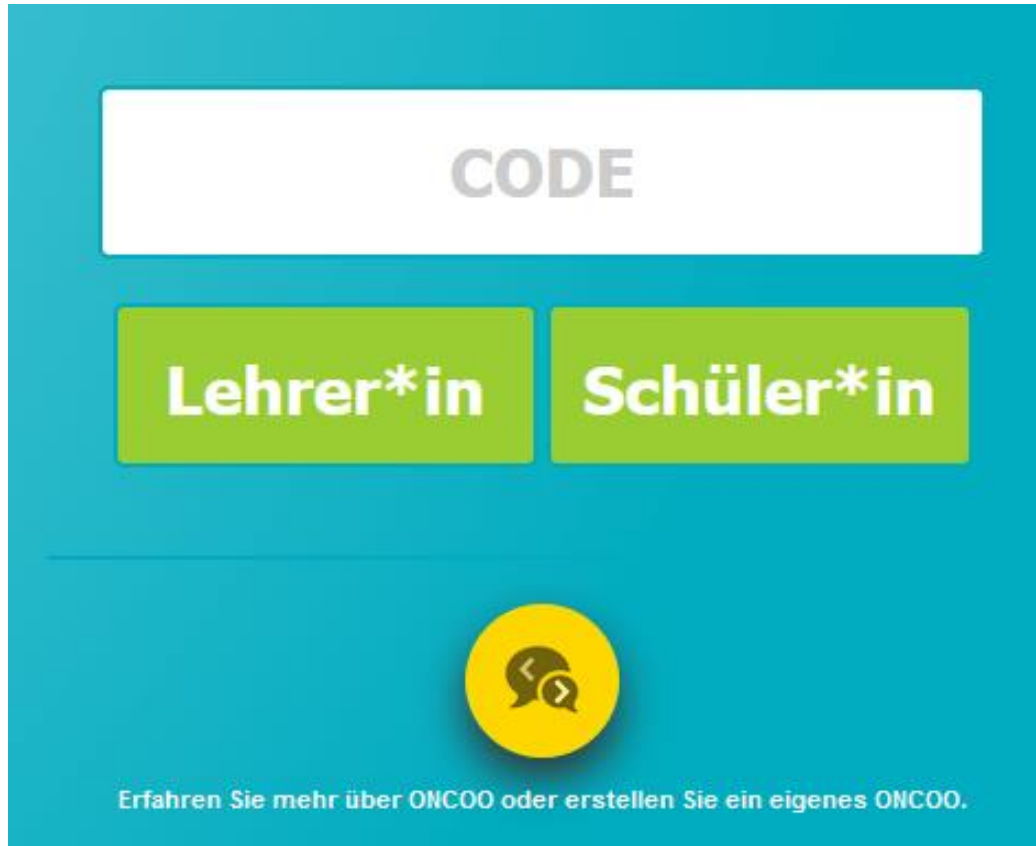 CODE
Lehrer*in Schüler*in
Erfahren Sie mehr über ONCOO oder erstellen Sie ein eigenes ONCOO.